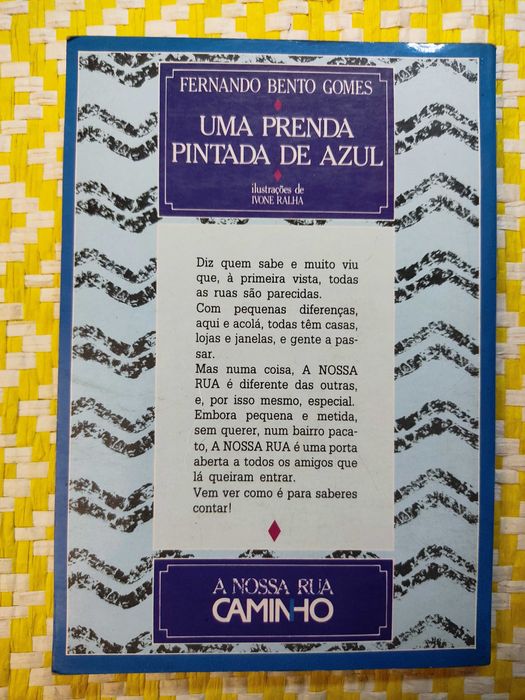 FERNANDO BENTO GOMES
UMA PRENDA
PINTADA DE AZUL
ilustrações de
IVONE RALHA
Diz quem sabe e muito viu
que, à primeira vista, todas
as ruas são parecidas.
Com pequenas diferenças,
aqui e acolá, todas têm casas,
lojas e janelas, e gente a pas-
sar.
Mas numa coisa, A NOSSA
RUA é diferente das outras,
e, por isso mesmo, especial.
Embora pequena e metida,
sem querer, num bairro paca-
to, A NOSSA RUA é uma porta
aberta a todos os amigos que
lá queiram entrar.
Vem ver como é para saberes
contar!
A NOSSA RUA
CAMINHO